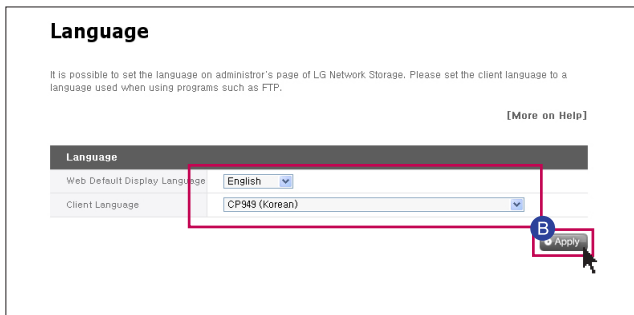 Language
It is possible to set the language on administror's page of LG Network Storage. Please set the client language to a
language used when using programs such as FTP.
[More on Help]
Language
Web Default Display Language English
Client Language CP949 (Korean)
B
Apply